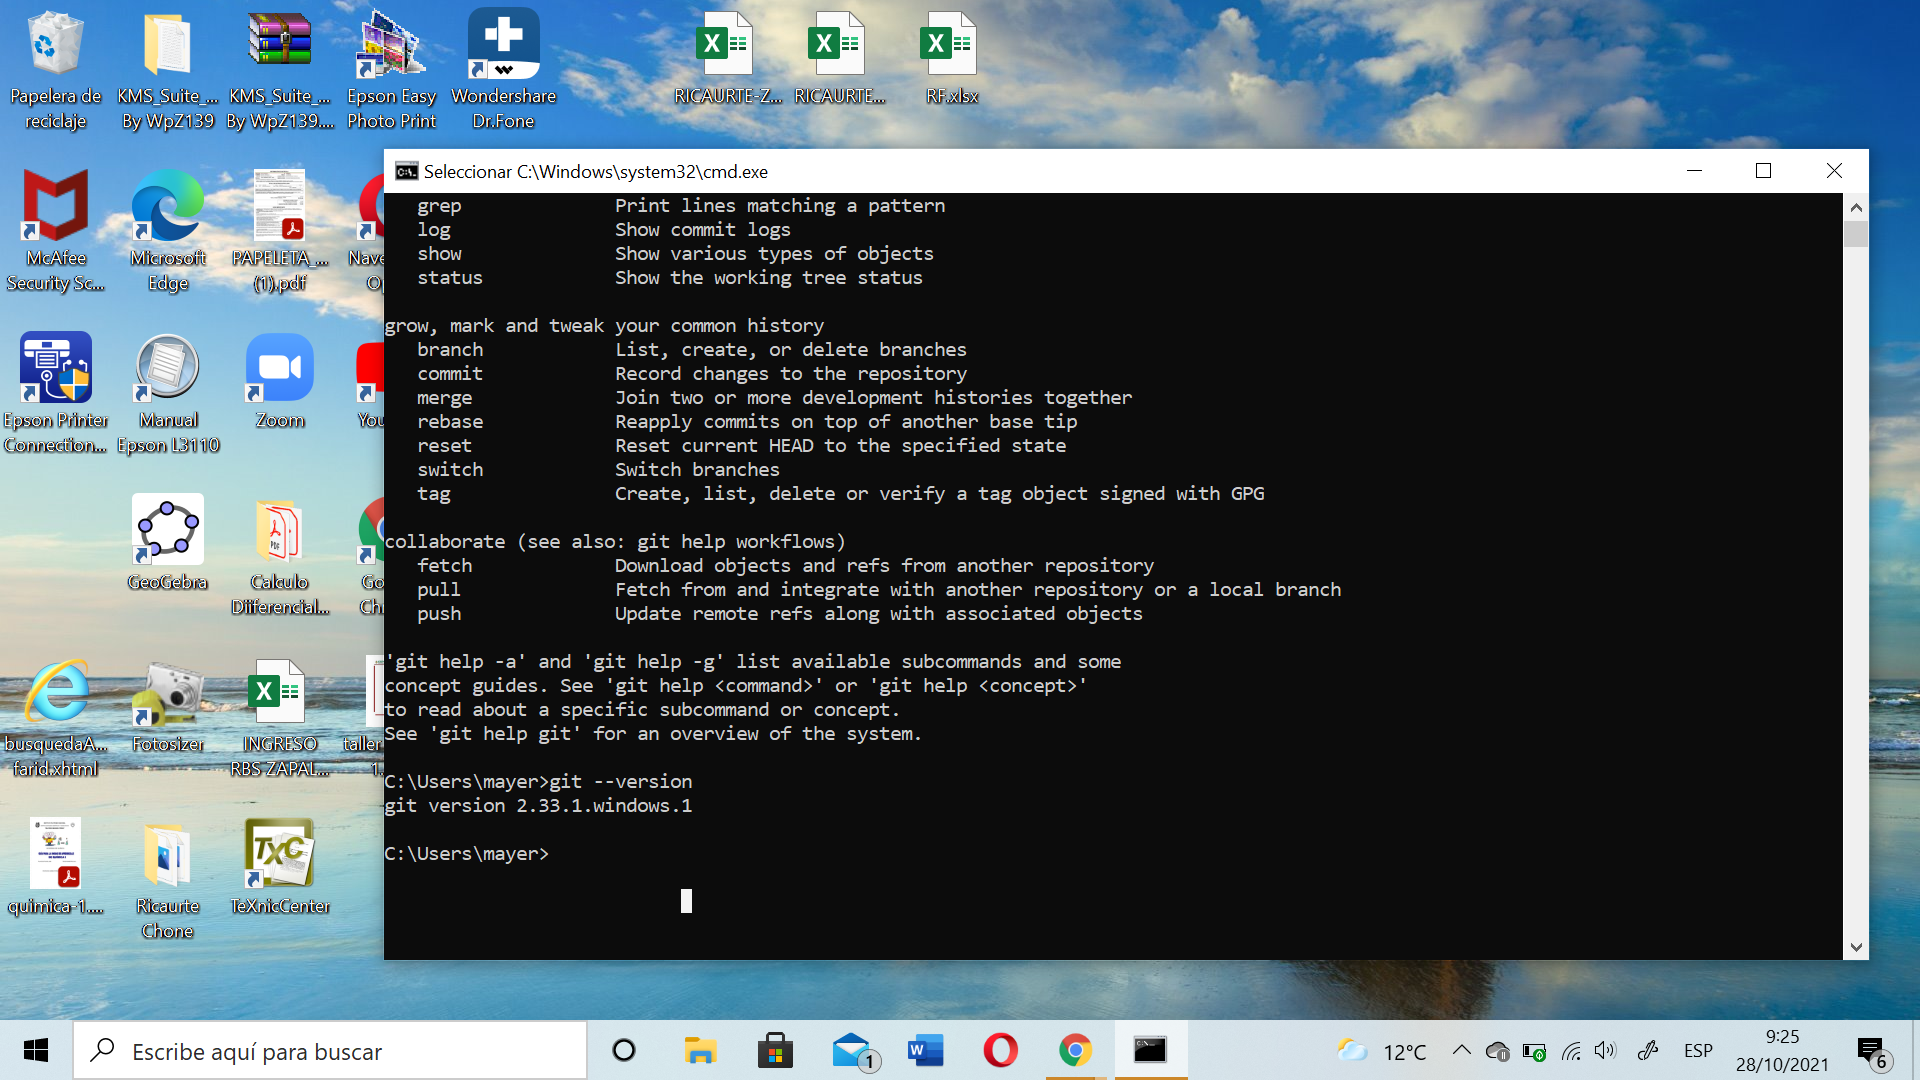 Papelera de
reciclaje
KMS_Suite_...
By WpZ139
KMS_Suite_...
By WpZ139....
Epson Easy
Photo Print
Wondershare
Dr.Fone
RICAURTE-Z...
RICAURTE...
RF.xlsx
McAfee
Security Sc...
Microsoft
Edge
PAPELETA_...
(1).pdf
Nave
Op
Epson Printer
Connection...
Manual
Epson L3110
Zoom
You
GeoGebra
Calculo
Diiferencial...
Go
Chr
busquedaA...
farid.xhtml
Fotosizer
INGRESO
RBS ZAPAL...
taller
1.
quimica-1....
Ricaurte
Chone
TeXnicCenter
Seleccionar C:\Windows\system32\cmd.exe
grep Print lines matching a pattern
log Show commit logs
show Show various types of objects
status Show the working tree status
grow, mark and tweak your common history
branch List, create, or delete branches
commit Record changes to the repository
merge Join two or more development histories together
rebase Reapply commits on top of another base tip
reset Reset current HEAD to the specified state
switch Switch branches
tag Create, list, delete or verify a tag object signed with GPG
collaborate (see also: git help workflows)
fetch Download objects and refs from another repository
pull Fetch from and integrate with another repository or a local branch
push Update remote refs along with associated objects
'git help -a' and 'git help -g' list available subcommands and some
concept guides. See 'git help <command>' or 'git help <concept>'
to read about a specific subcommand or concept.
See 'git help git' for an overview of the system.
C:\Users\mayer>git --version
git version 2.33.1.windows.1
C:\Users\mayer>
Escribe aquí para buscar
1
12°C
ESP
9:25
28/10/2021
6